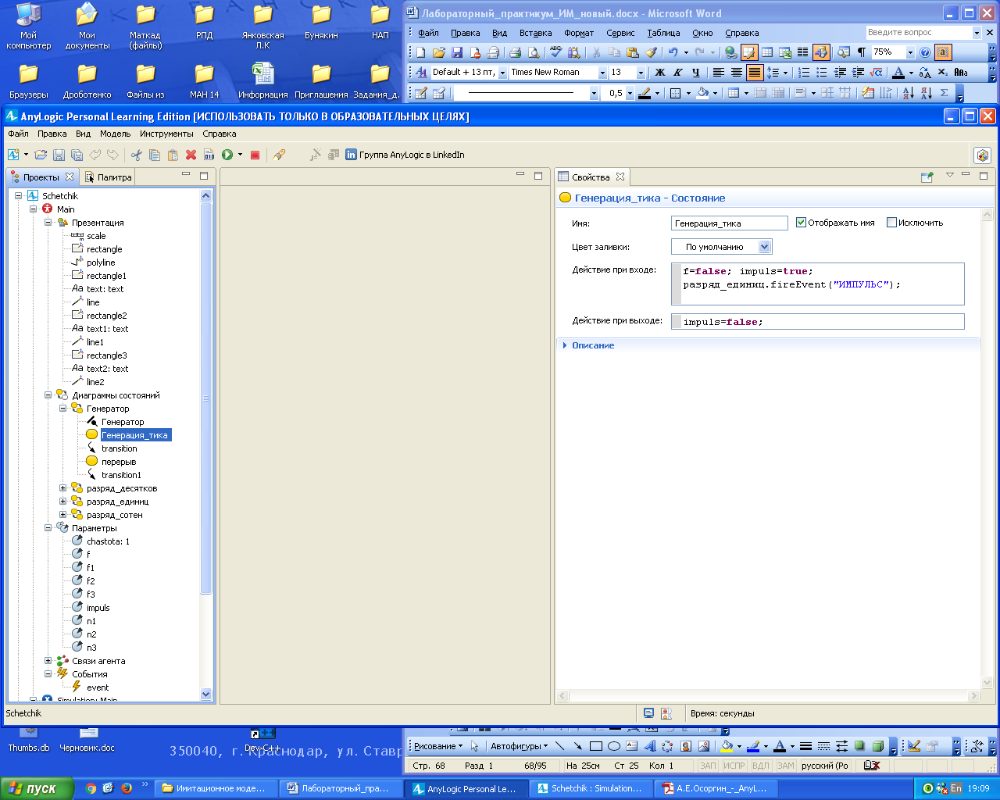 Мой компьютер
Мои документы
Маткад (файлы)
РПД
Янковская Л.К
Бунякин
НАП
Браузеры
Дроботенко
Файлы из
МАН 14
Информация
Приглашения
Задания_д.
Лабораторный_практикум_ИМ_новый.docx - Microsoft Word
Файл Правка Вид Вставка Формат Сервис Таблица Окно Справка
Введите вопрос
75%
Default + 13 пт, Times New Roman 13 Ж К Ч
0,5
AnyLogic Personal Learning Edition [ИСПОЛЬЗОВАТЬ ТОЛЬКО В ОБРАЗОВАТЕЛЬНЫХ ЦЕЛЯХ]
Файл Правка Вид Модель Инструменты Справка
Группа AnyLogic в LinkedIn
Проекты Палитра
Schetchik
Main
Презентация
scale
rectangle
polyline
rectangle1
text: text
line
rectangle2
text1: text
line1
rectangle3
text2: text
line2
Диаграммы состояний
Генератор
Генератор
Генерация_тика
transition
перерыв
transition1
разряд_десятков
разряд_единиц
разряд_сотен
Параметры
chastota: 1
f
f1
f2
f3
impuls
n1
n2
n3
Связи агента
События
event
Simulation: Main
Свойства
Генерация_тика - Состояние
Имя: Генерация_тика Отображать имя Исключить
Цвет заливки: По умолчанию
Действие при входе: f=false; impuls=true;
разряд_единиц.fireEvent("ИМПУЛЬС");
Действие при выходе: impuls=false;
Описание
Schetchik
Время: секунды
Thumbs.db
Черновик.doc
Dev-C++
350040, г. Краснодар, ул. Ставр
Рисование Автофигуры
Стр. 68 Разд 1 68/95 На 25см Ст 25 Кол 1 ЗАП ИСПР ВДЛ ЗАМ русский (Ро
пуск
Имитационное моде...
Лабораторный_пра...
AnyLogic Personal Le...
Schetchik : Simulation...
А.Е.Осоргин_-_AnyL...
En 19:09